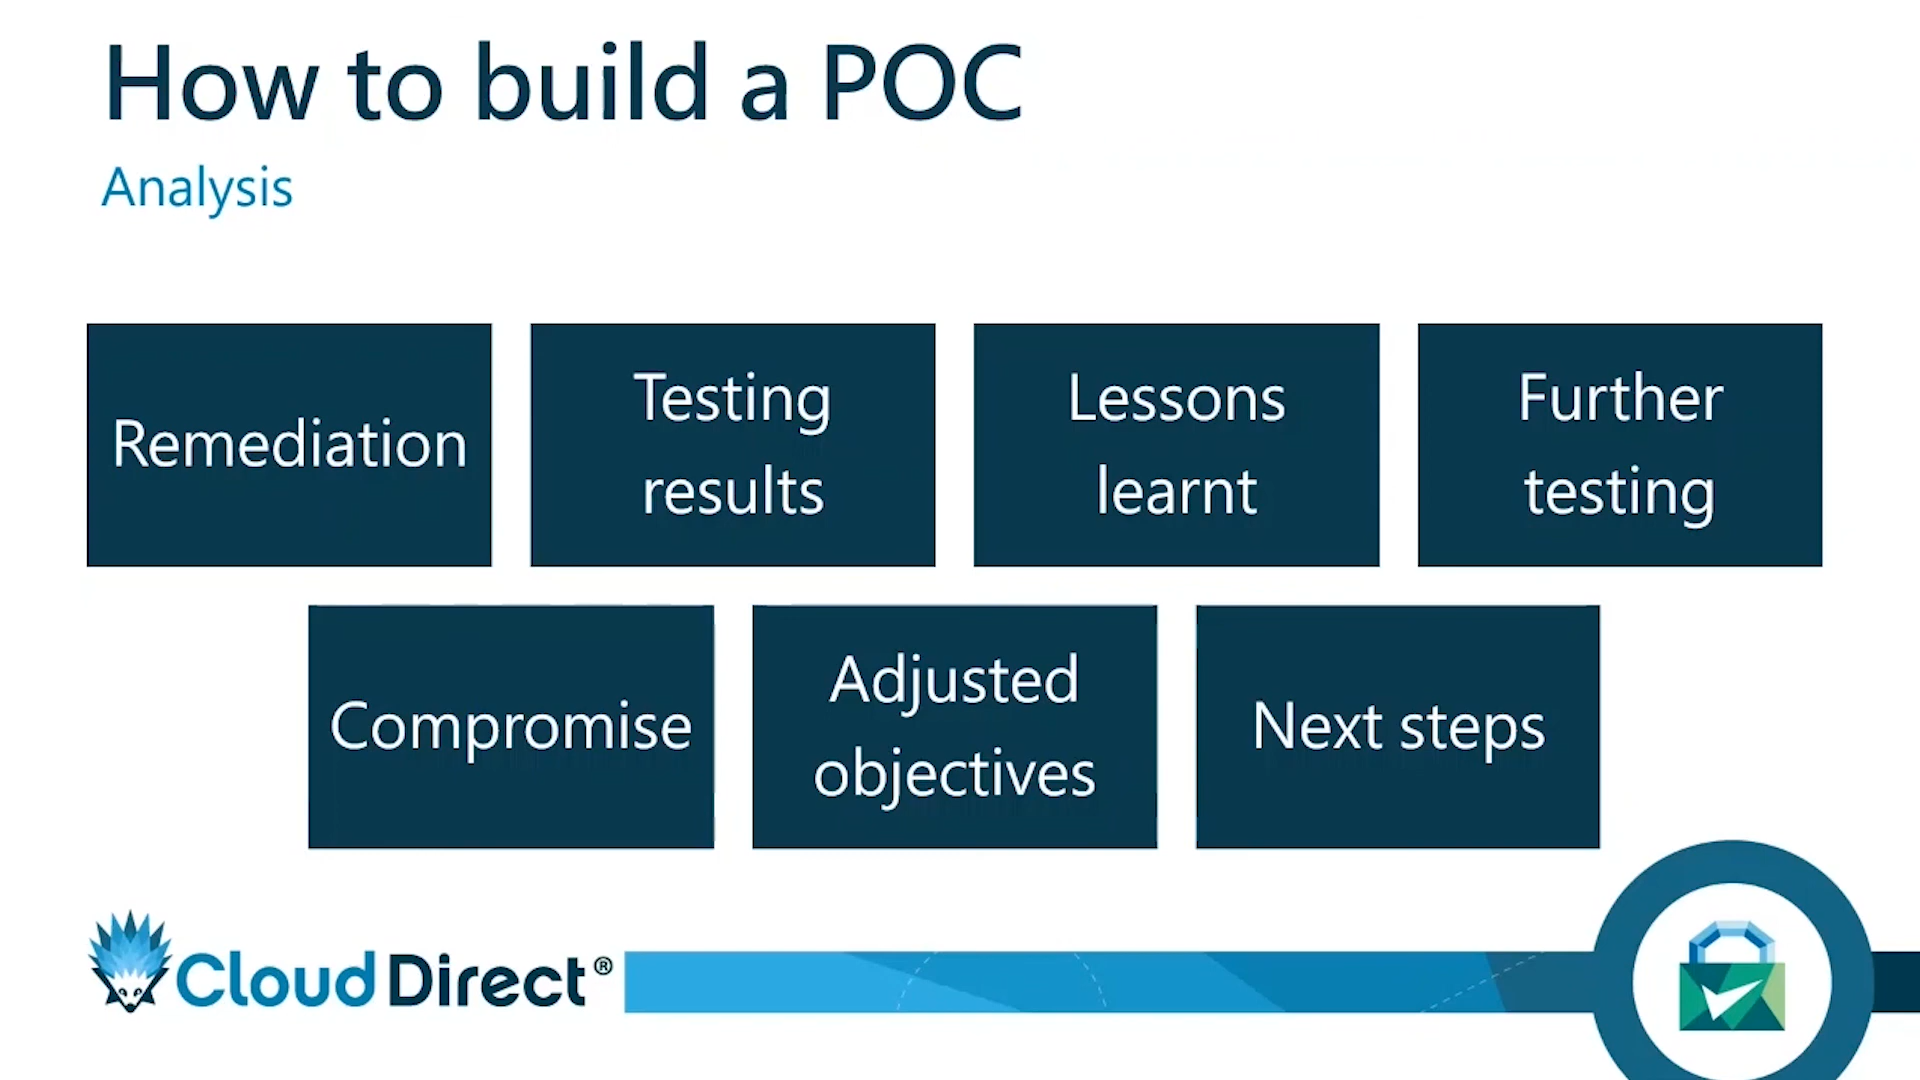 How to build a POC
Analysis
Remediation
Testing
results
Lessons
learnt
Further
testing
Compromise
Adjusted
objectives
Next steps
Cloud Direct®